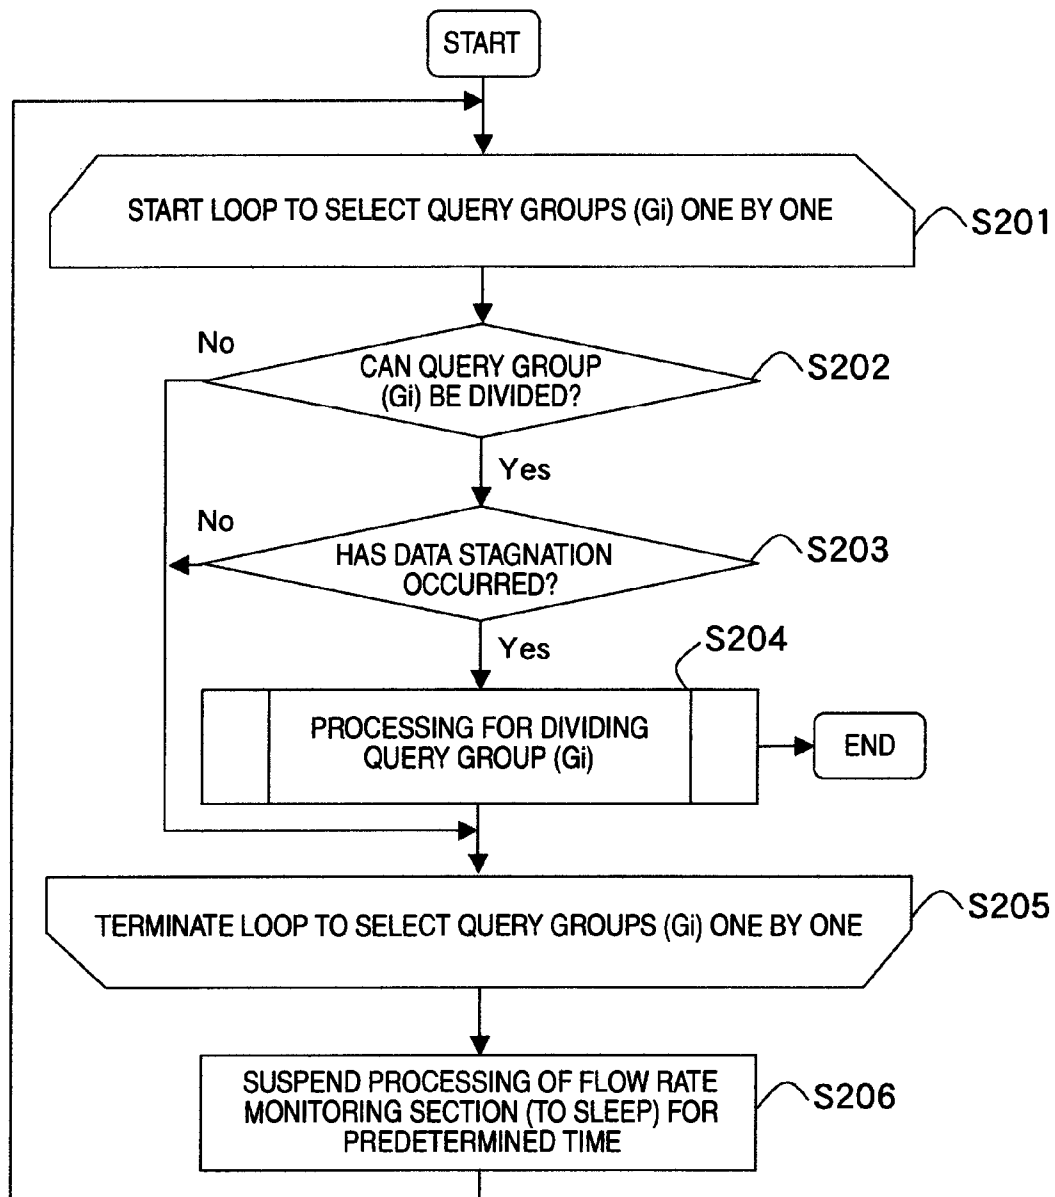 START
START LOOP TO SELECT QUERY GROUPS (Gi) ONE BY ONE
S201
No
CAN QUERY GROUP
(Gi) BE DIVIDED?
S202
Yes
No
HAS DATA STAGNATION
OCCURRED?
S203
Yes
S204
PROCESSING FOR DIVIDING
QUERY GROUP (Gi)
END
TERMINATE LOOP TO SELECT QUERY GROUPS (Gi) ONE BY ONE
S205
SUSPEND PROCESSING OF FLOW RATE
MONITORING SECTION (TO SLEEP) FOR
PREDETERMINED TIME
S206